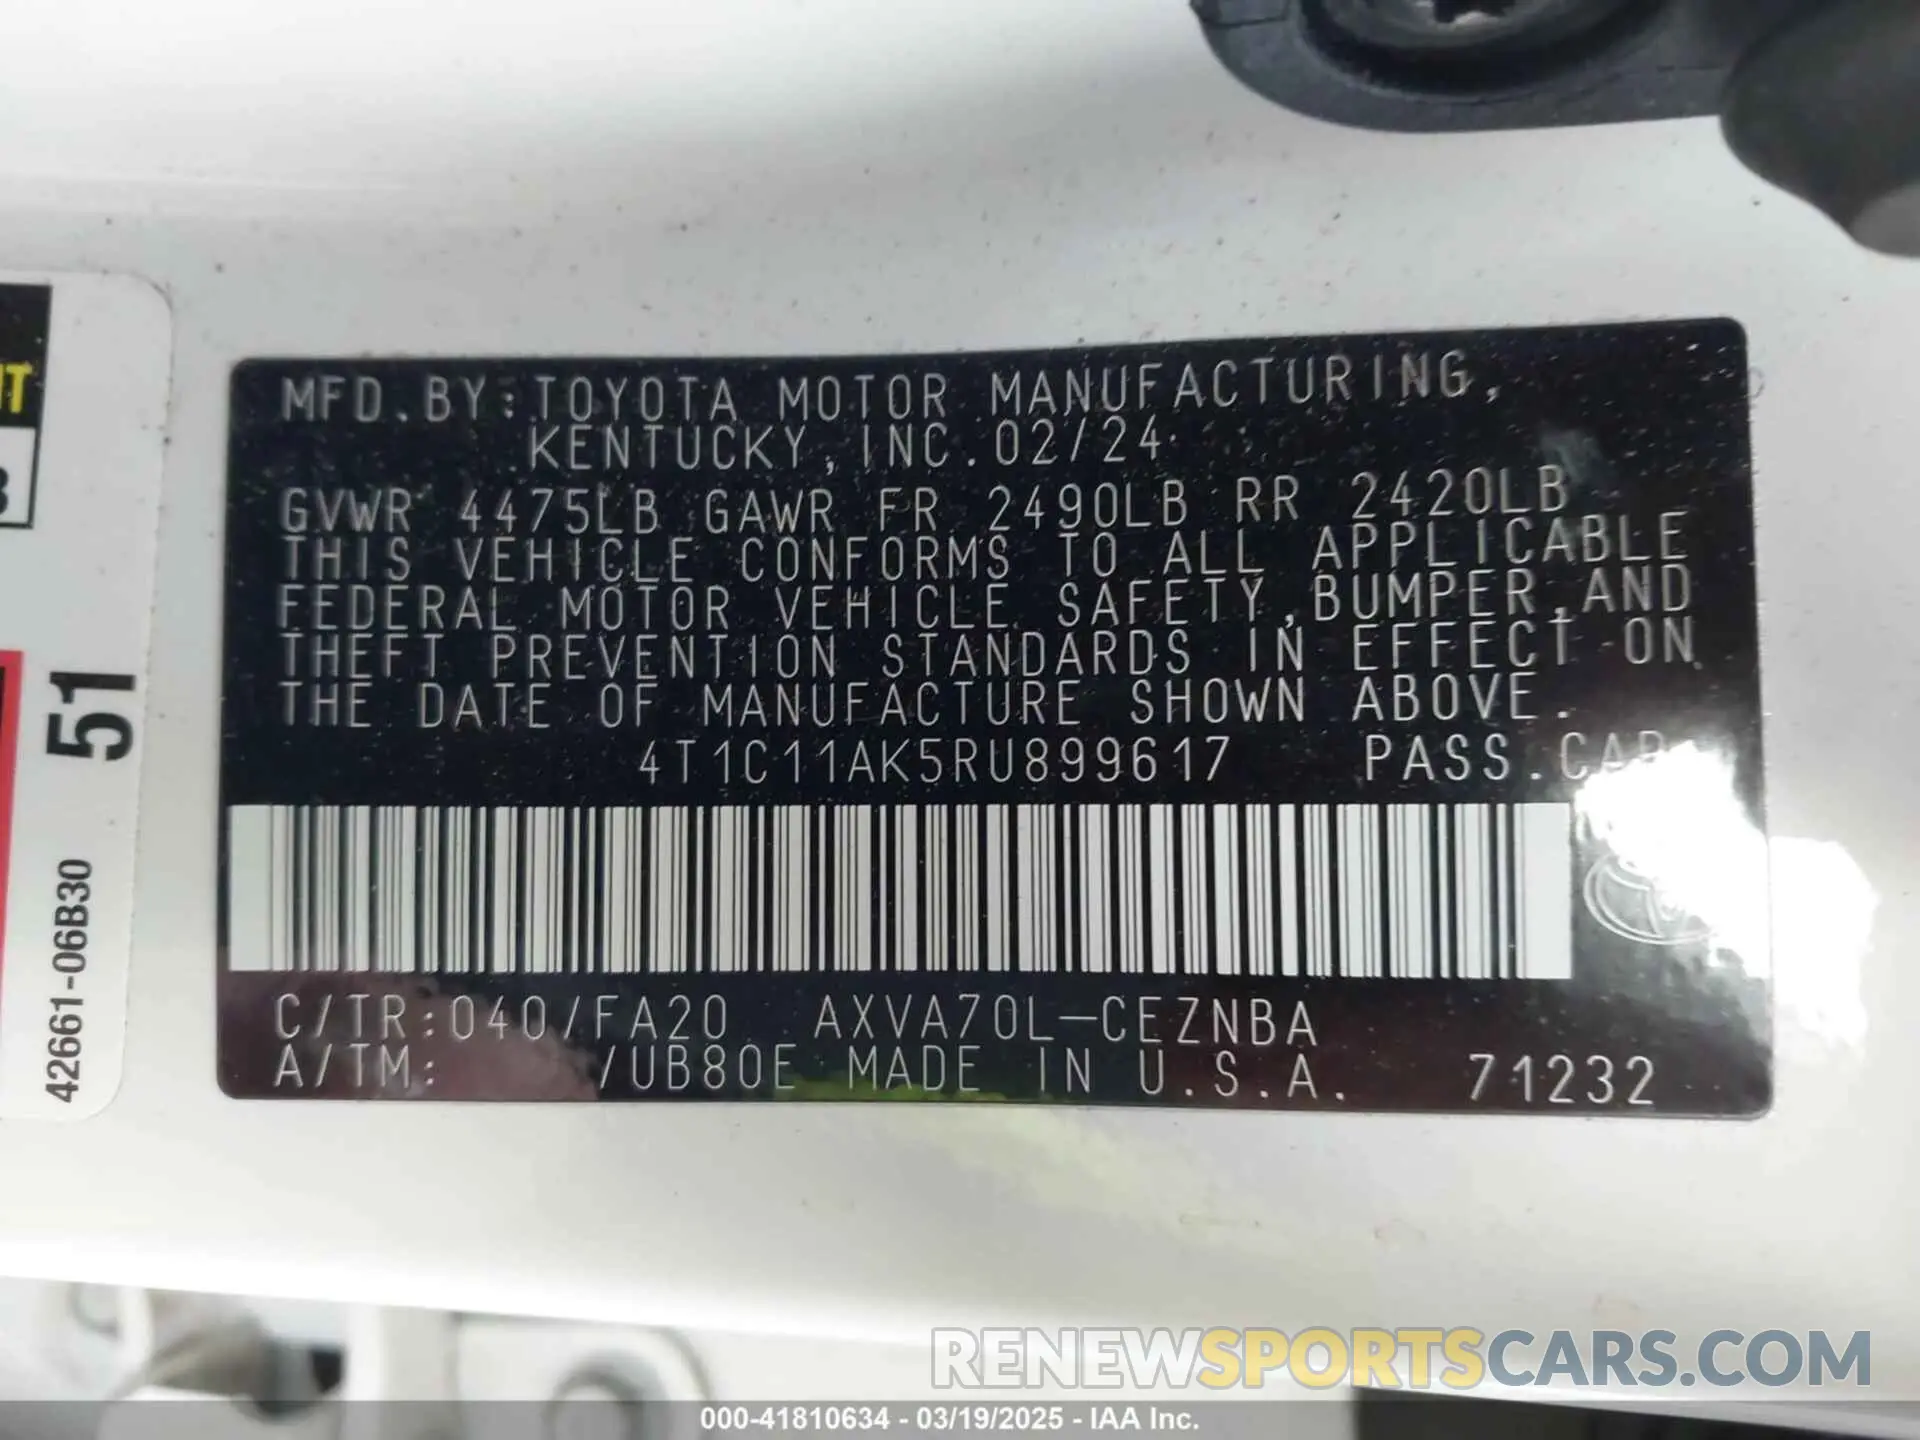 MFD.BY:TOYOTA MOTOR MANUFACTURING,
KENTUCKY,INC.02/24
GVWR 4475LB GAWR FR 2490LB RR 2420LB
THIS VEHICLE CONFORMS TO ALL APPLICABLE
FEDERAL MOTOR VEHICLE SAFETY,BUMPER,AND
THEFT PREVENTION STANDARDS IN EFFECT ON
THE DATE OF MANUFACTURE SHOWN ABOVE.
4T1C11AK5RU899617 PASS.CAR
C/TR:040/FA20 AXVA70L-CEZNBA
A/TM: /UB80E MADE IN U.S.A. 71232
51
42661-06B30
RENEWSPORTSCARS.COM
000-41810634 - 03/19/2025 - IAA Inc.